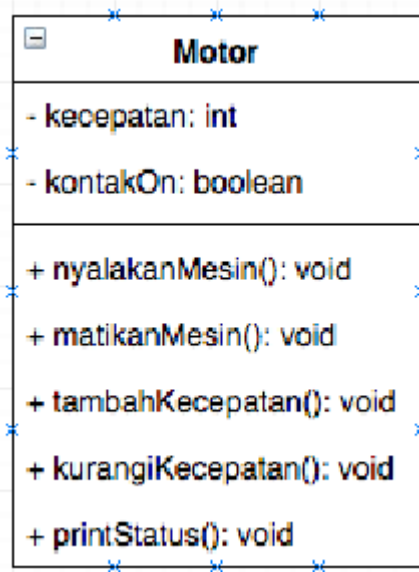 Motor
- kecepatan: int
- kontakOn: boolean
+ nyalakanMesin(): void
+ matikanMesin(): void
+ tambahKecepatan(): void
+ kurangiKecepatan(): void
+ printStatus(): void